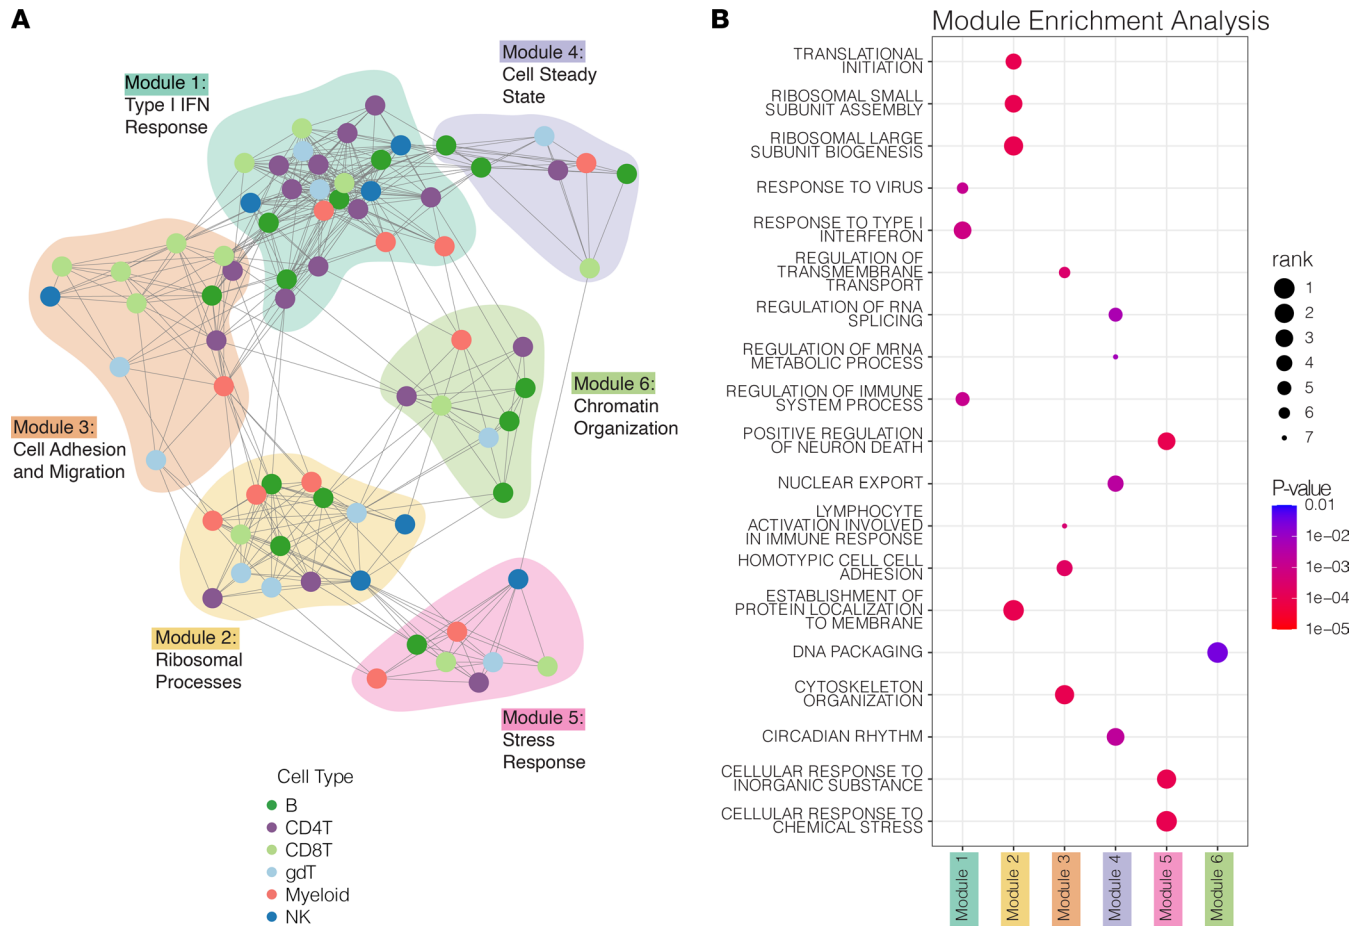 A
Module 1:
Type I IFN
Response
Module 4:
Cell Steady
State
Module 3:
Cell Adhesion
and Migration
Module 6:
Chromatin
Organization
Module 2:
Ribosomal
Processes
Module 5:
Stress
Response
Cell Type
B
CD4T
CD8T
gdT
Myeloid
NK
B
Module Enrichment Analysis
TRANSLATIONAL
INITIATION
RIBOSOMAL SMALL
SUBUNIT ASSEMBLY
RIBOSOMAL LARGE
SUBUNIT BIOGENESIS
RESPONSE TO VIRUS
RESPONSE TO TYPE I
INTERFERON
REGULATION OF
TRANSMEMBRANE
TRANSPORT
REGULATION OF RNA
SPLICING
REGULATION OF MRNA
METABOLIC PROCESS
REGULATION OF IMMUNE
SYSTEM PROCESS
POSITIVE REGULATION
OF NEURON DEATH
NUCLEAR EXPORT
LYMPHOCYTE
ACTIVATION INVOLVED
IN IMMUNE RESPONSE
HOMOTYPIC CELL CELL
ADHESION
ESTABLISHMENT OF
PROTEIN LOCALIZATION
TO MEMBRANE
DNA PACKAGING
CYTOSKELETON
ORGANIZATION
CIRCADIAN RHYTHM
CELLULAR RESPONSE TO
INORGANIC SUBSTANCE
CELLULAR RESPONSE TO
CHEMICAL STRESS
Module 1
Module 2
Module 3
Module 4
Module 5
Module 6
rank
1
2
3
4
5
6
7
P-value
0.01
1e-02
1e-03
1e-04
1e-05